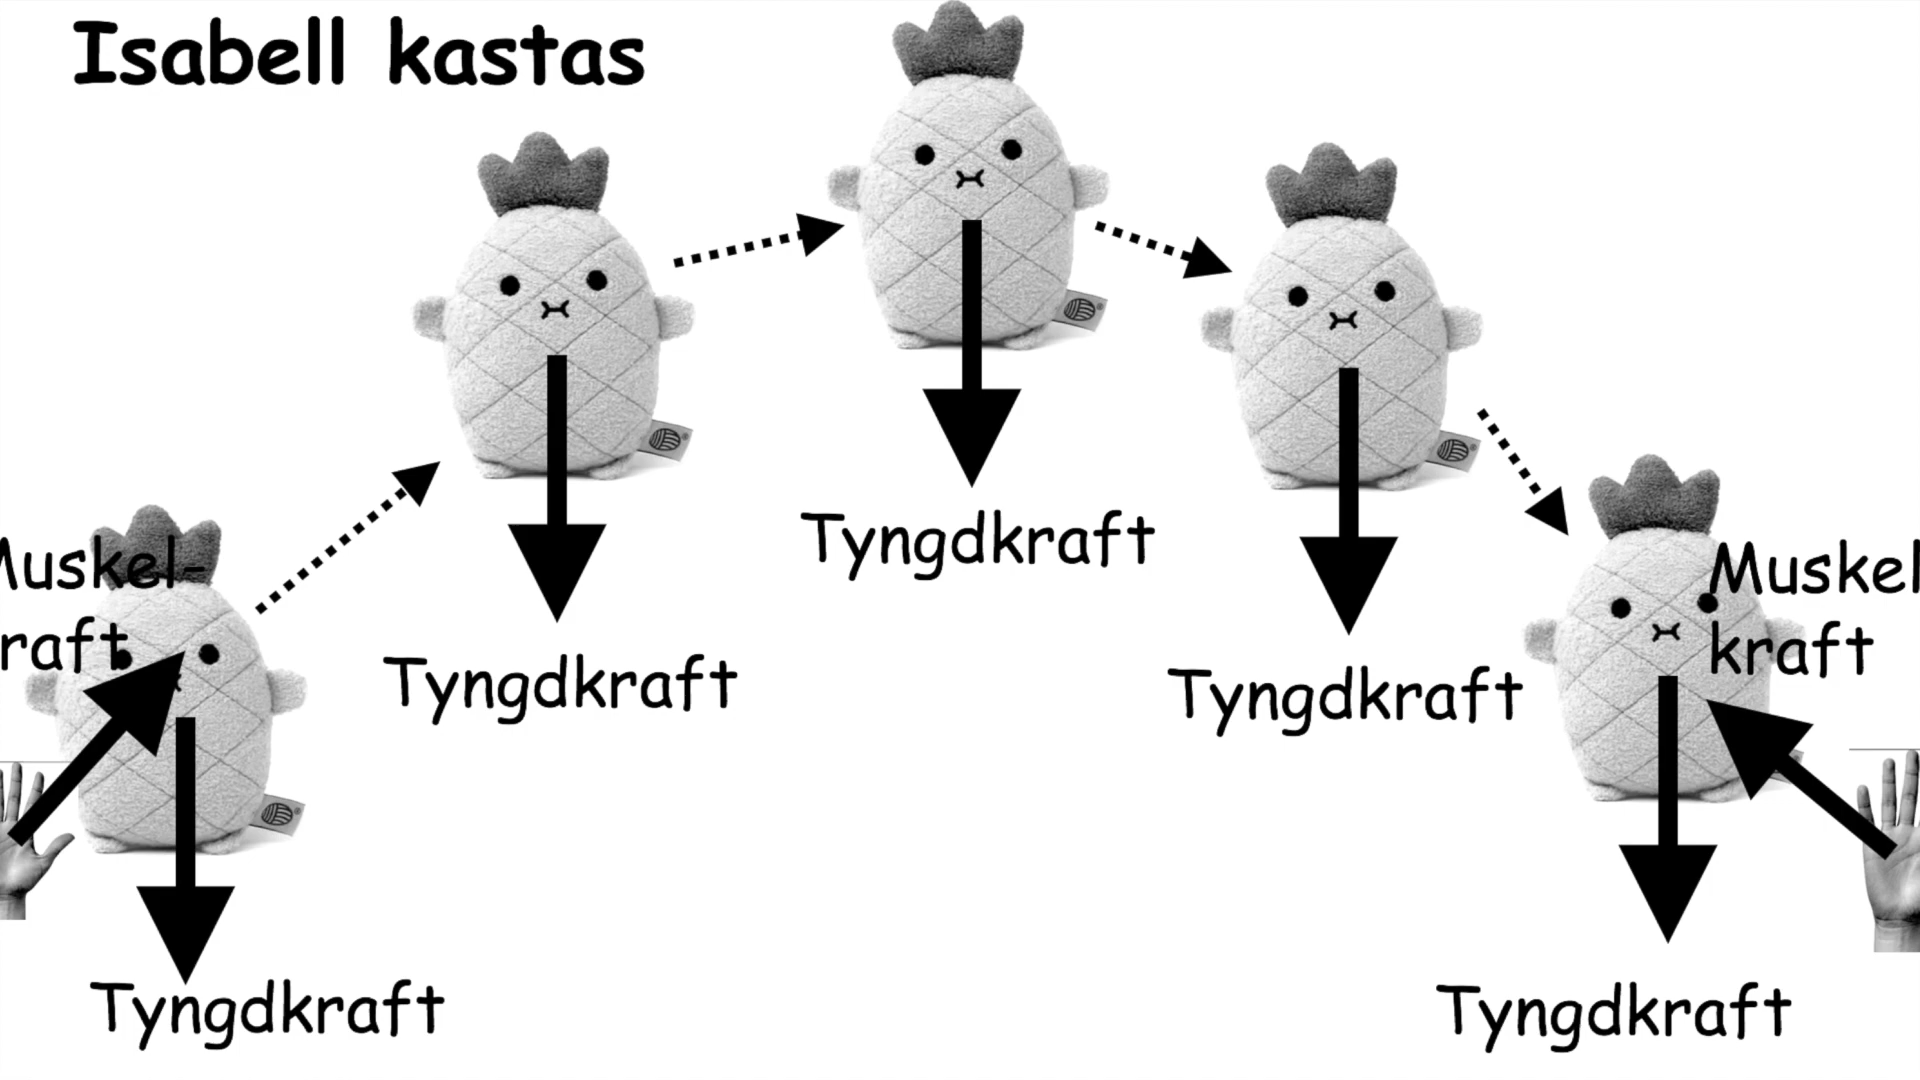 Isabell kastas
Tyngdkraft
Muskel-
raft
Tyngdkraft
Tyngdkraft
Muskel
kraft
Tyngdkraft
Tyngdkraft